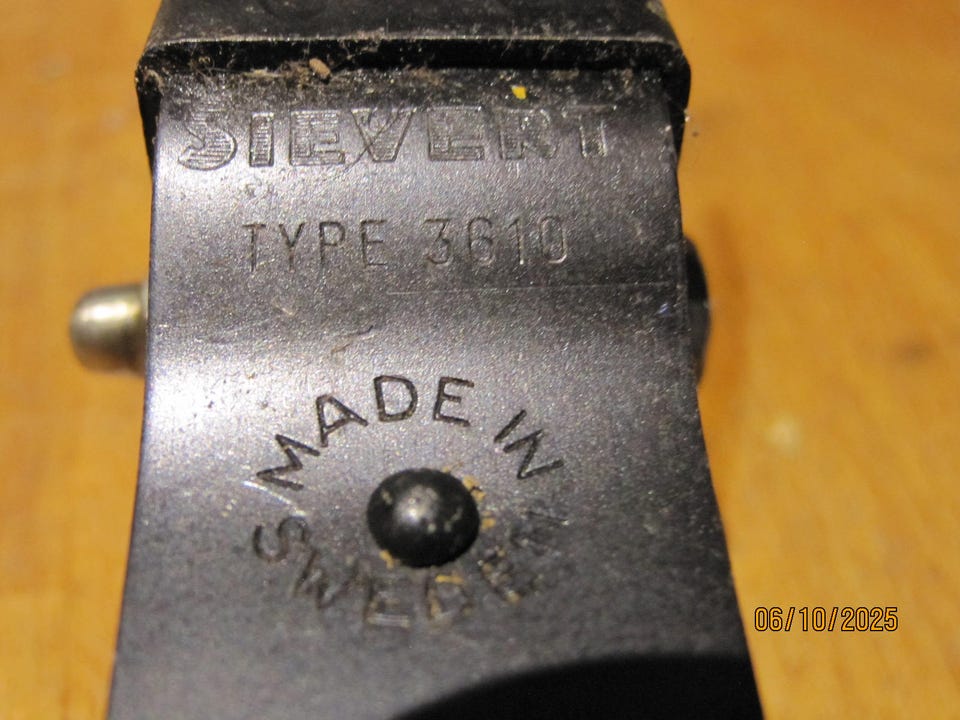 SIEVERT
TYPE 3610
MADE IN
SWEDEN
06/10/2025